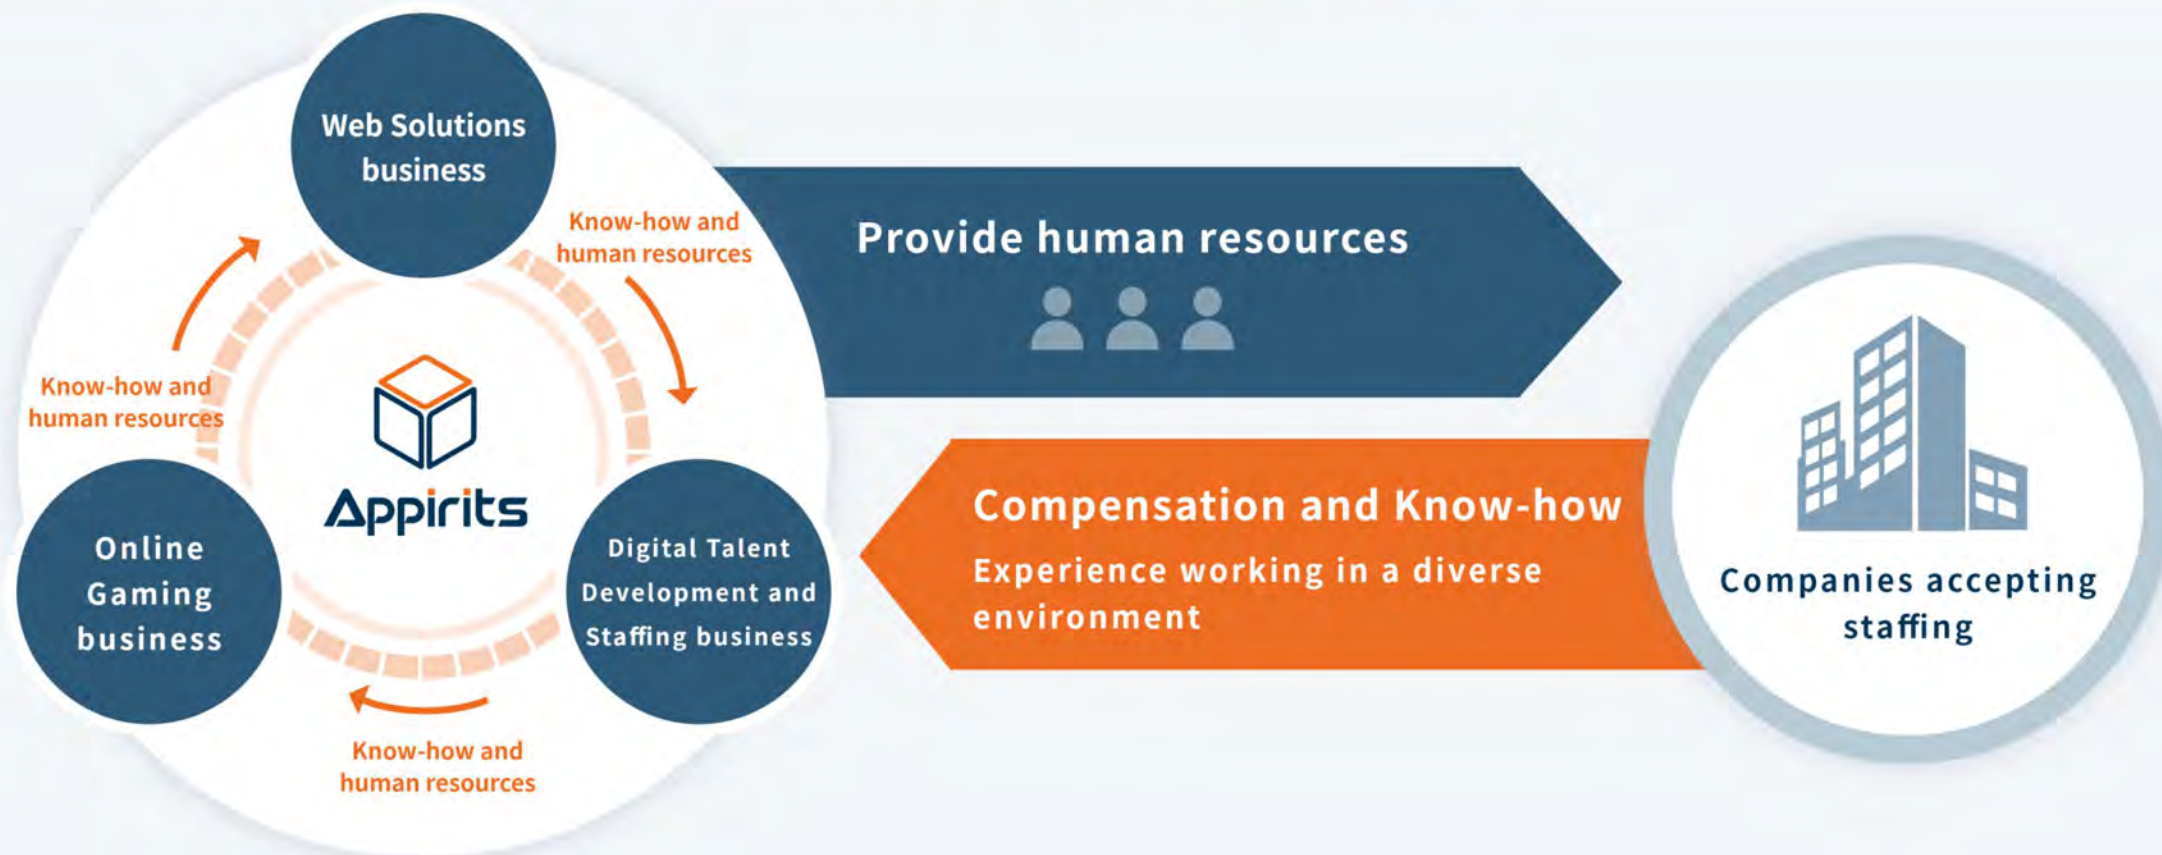 Web Solutions
business
Know-how and
human resources
Know-how and
human resources
Appirits
Online
Gaming
business
Digital Talent
Development and
Staffing business
Know-how and
human resources
Provide human resources
Compensation and Know-how
Experience working in a diverse
environment
Companies accepting
staffing